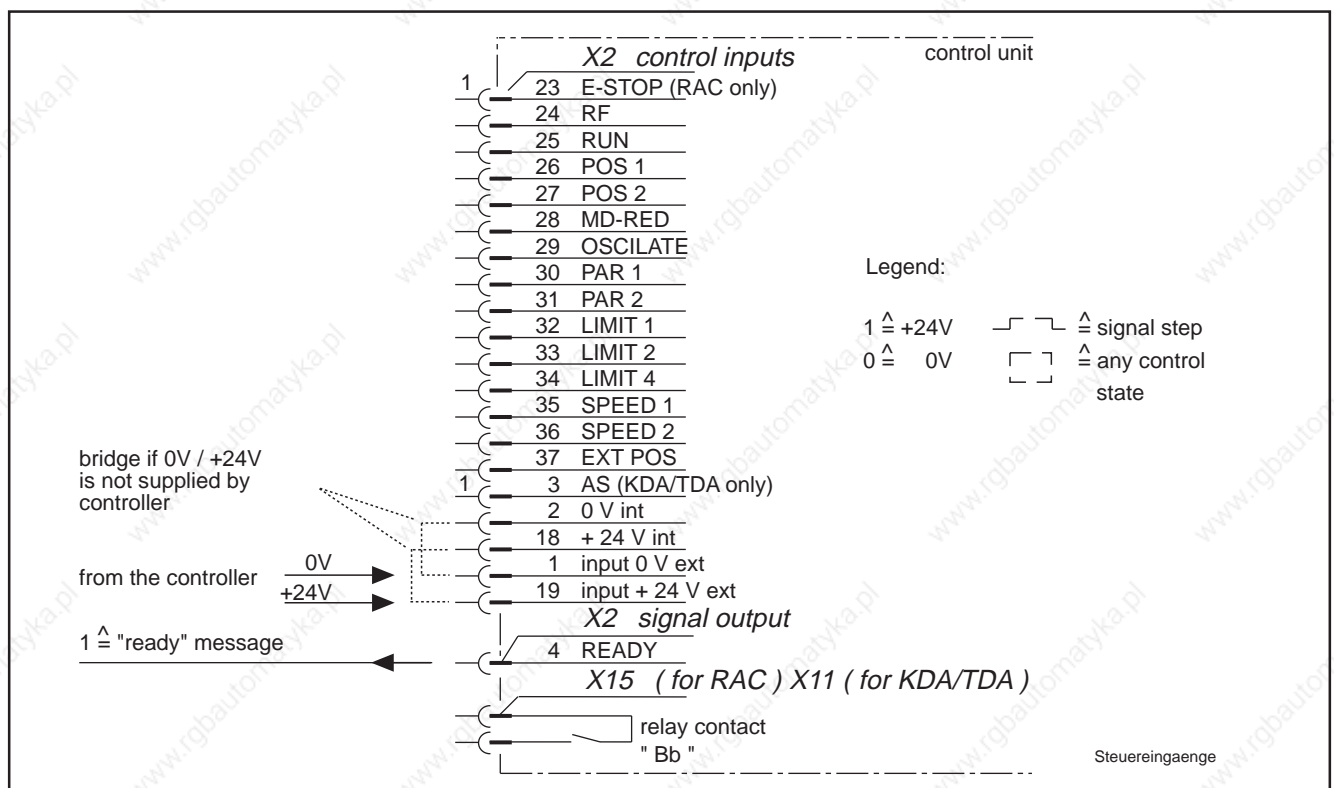 X2 control inputs
control unit
1 23 E-STOP (RAC only)
24 RF
25 RUN
26 POS 1
27 POS 2
28 MD-RED
29 OSCILATE
30 PAR 1
31 PAR 2
32 LIMIT 1
33 LIMIT 2
34 LIMIT 4
35 SPEED 1
36 SPEED 2
37 EXT POS
1 3 AS (KDA/TDA only)
2 0 V int
18 + 24 V int
1 input 0 V ext
19 input + 24 V ext
Legend:
1 ≙ +24V
≙ signal step
0 ≙ 0V
≙ any control
state
bridge if 0V / +24V
is not supplied by
controller
from the controller
0V
+24V
X2 signal output
1 ≙ "ready" message
4 READY
X15 ( for RAC ) X11 ( for KDA/TDA )
relay contact
" Bb "
Steuereingaenge
www.rgbautomatyka.pl